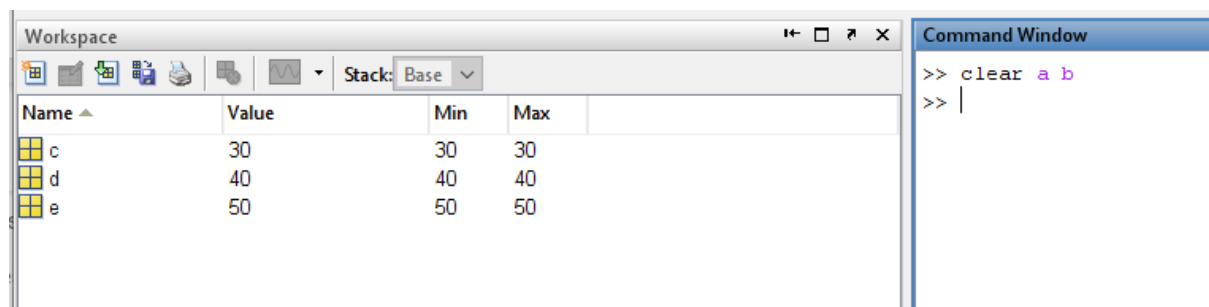 Workspace
Stack: Base
Name Value Min Max
c 30 30 30
d 40 40 40
e 50 50 50
Command Window
>> clear a b
>>